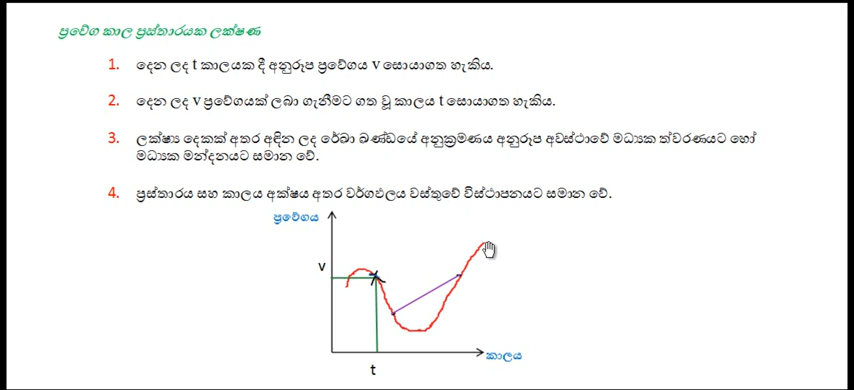 ප්‍රවේග කාල ප්‍රස්තාරයක ලක්ෂණ
1. දෙන ලද t කාලයක දී අනුරූප ප්‍රවේගය v සොයාගත හැකිය.
2. දෙන ලද v ප්‍රවේගයක් ලබා ගැනීමට ගත වූ කාලය t සොයාගත හැකිය.
3. ලක්ෂ්‍ය දෙකක් අතර අඳින ලද රේඛා ඛණ්ඩයේ අනුක්‍රමණය අනුරූප අවස්ථාවේ මධ්‍යක ත්වරණයට හෝ
මධ්‍යක මන්දනයට සමාන වේ.
4. ප්‍රස්තාරය සහ කාලය අක්ෂය අතර වර්ගඵලය වස්තුවේ විස්ථාපනයට සමාන වේ.
ප්‍රවේගය
v
කාලය
t